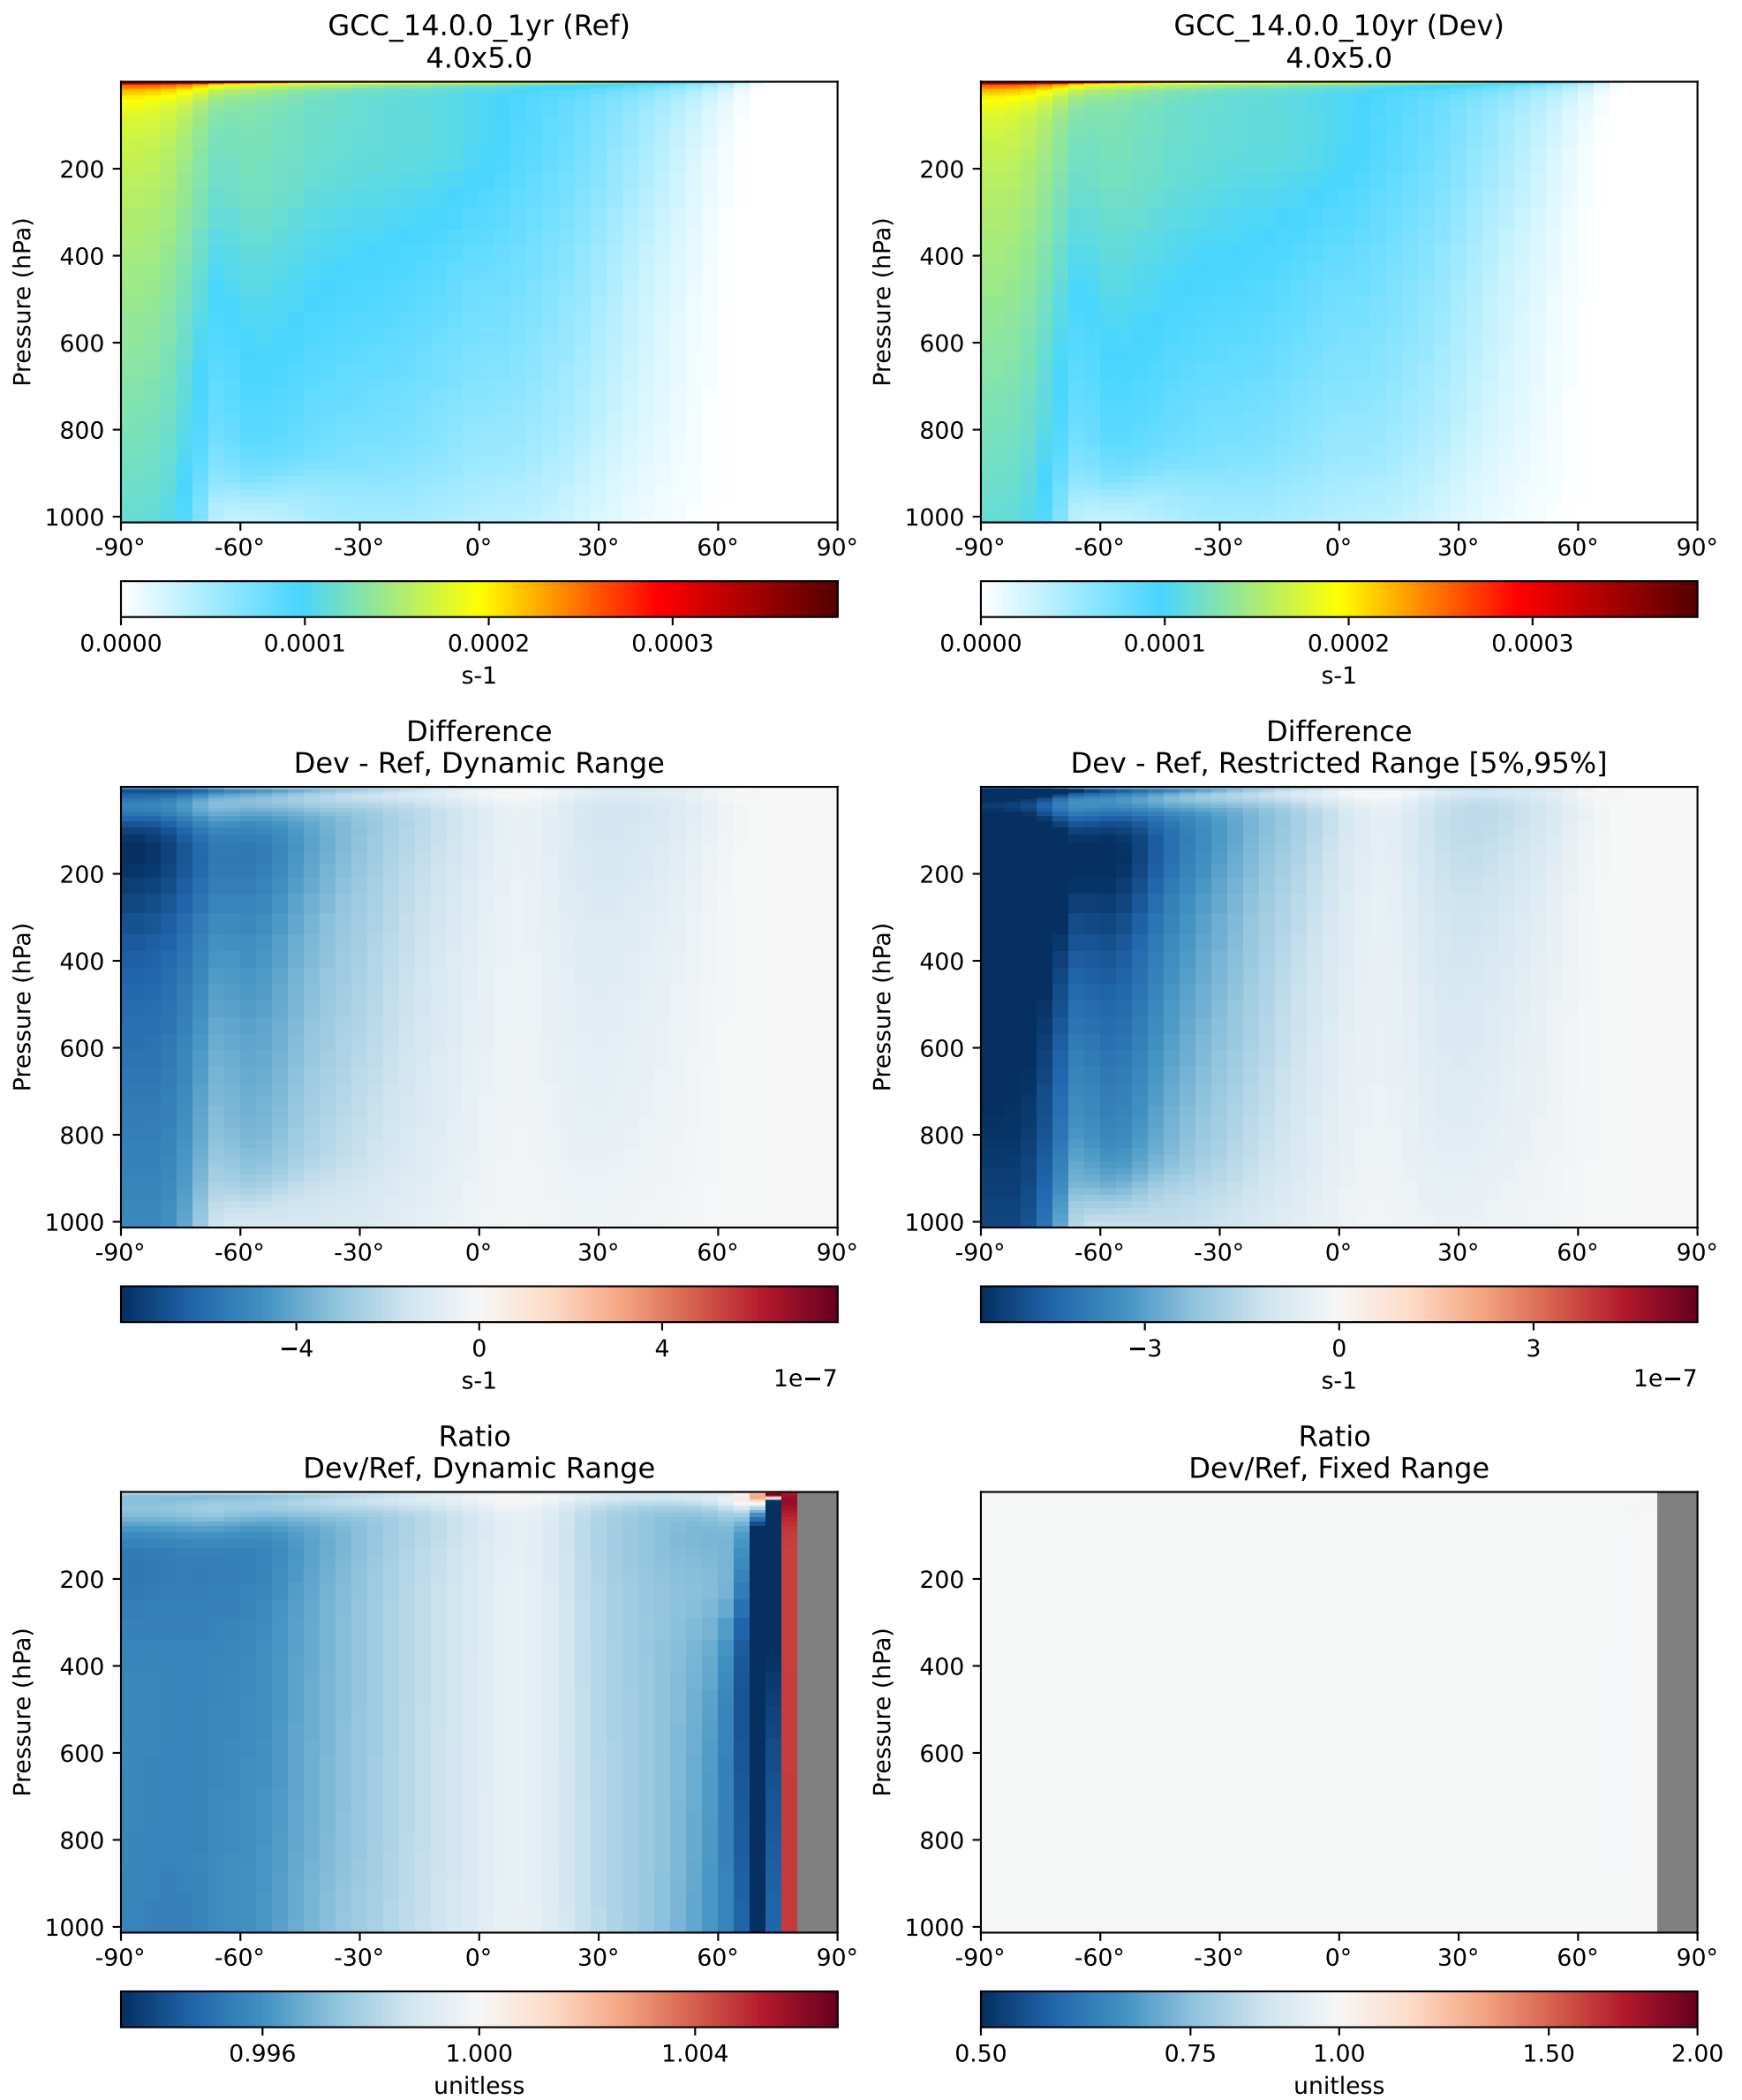 GCC_14.0.0_1yr (Ref)
4.0x5.0
GCC_14.0.0_10yr (Dev)
4.0x5.0
Pressure (hPa)
200
400
600
800
1000
-90° -60° -30° 0° 30° 60° 90°
0.0000 0.0001 0.0002 0.0003
s-1
Pressure (hPa)
200
400
600
800
1000
-90° -60° -30° 0° 30° 60° 90°
0.0000 0.0001 0.0002 0.0003
s-1
Difference
Dev - Ref, Dynamic Range
Pressure (hPa)
200
400
600
800
1000
-90° -60° -30° 0° 30° 60° 90°
−4 0 4
s-1 1e−7
Difference
Dev - Ref, Restricted Range [5%,95%]
Pressure (hPa)
200
400
600
800
1000
-90° -60° -30° 0° 30° 60° 90°
−3 0 3
s-1 1e−7
Ratio
Dev/Ref, Dynamic Range
Pressure (hPa)
200
400
600
800
1000
-90° -60° -30° 0° 30° 60° 90°
0.996 1.000 1.004
unitless
Ratio
Dev/Ref, Fixed Range
Pressure (hPa)
200
400
600
800
1000
-90° -60° -30° 0° 30° 60° 90°
0.50 0.75 1.00 1.50 2.00
unitless